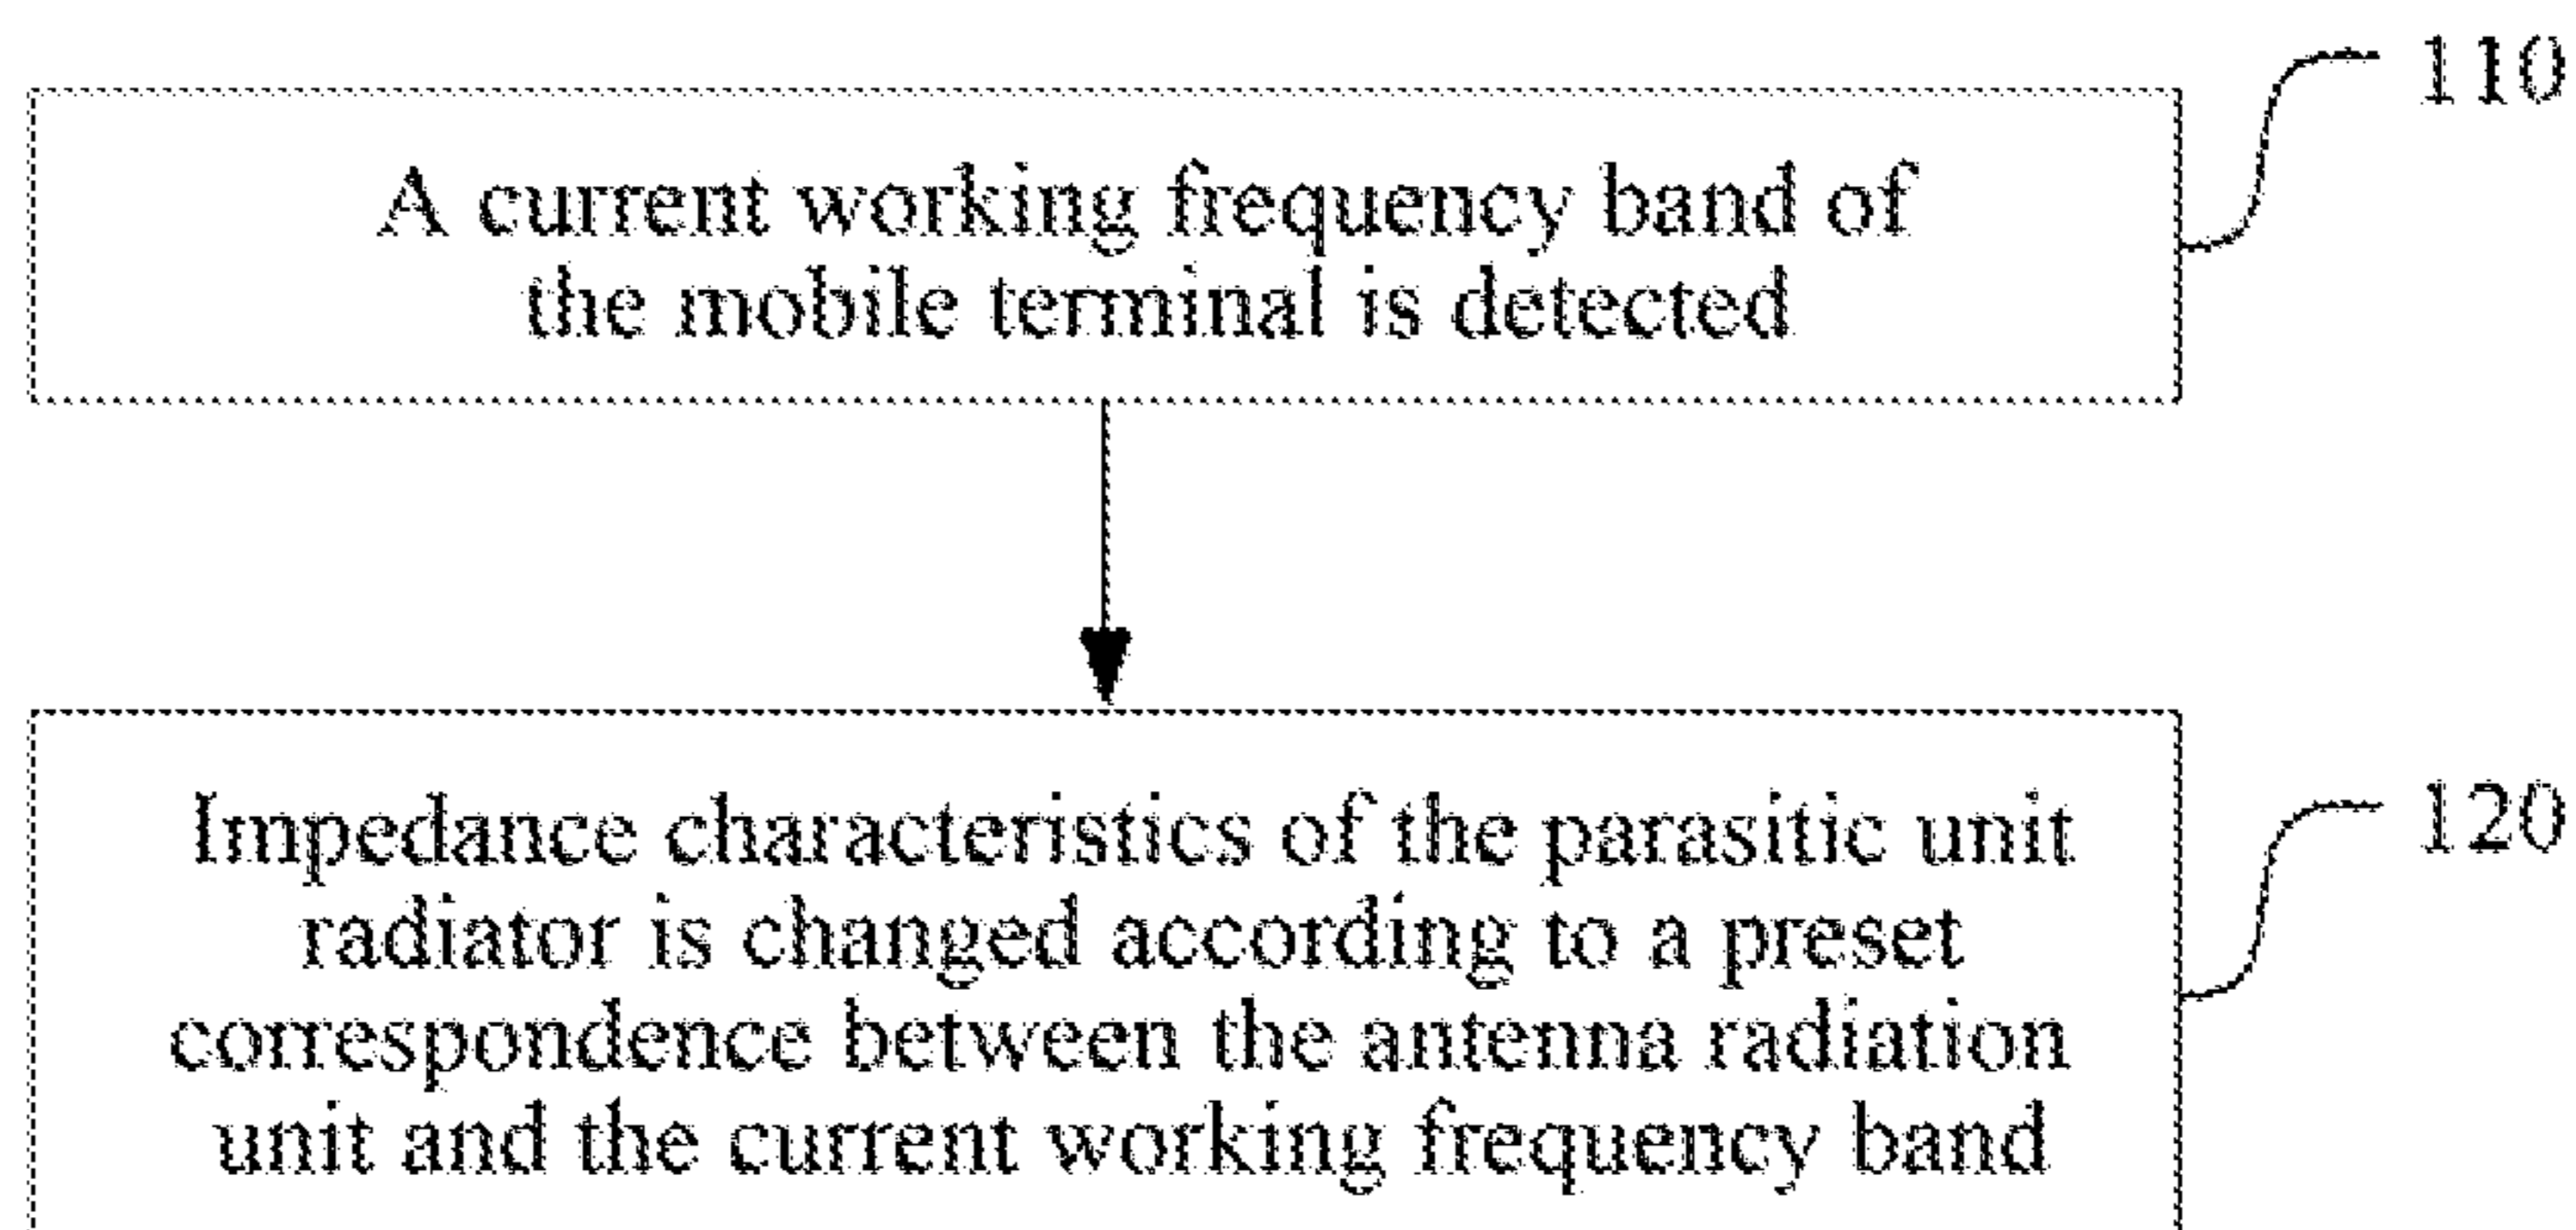 110
A current working frequency band of
the mobile terminal is detected
120
Impedance characteristics of the parasitic unit
radiator is changed according to a preset
correspondence between the antenna radiation
unit and the current working frequency band